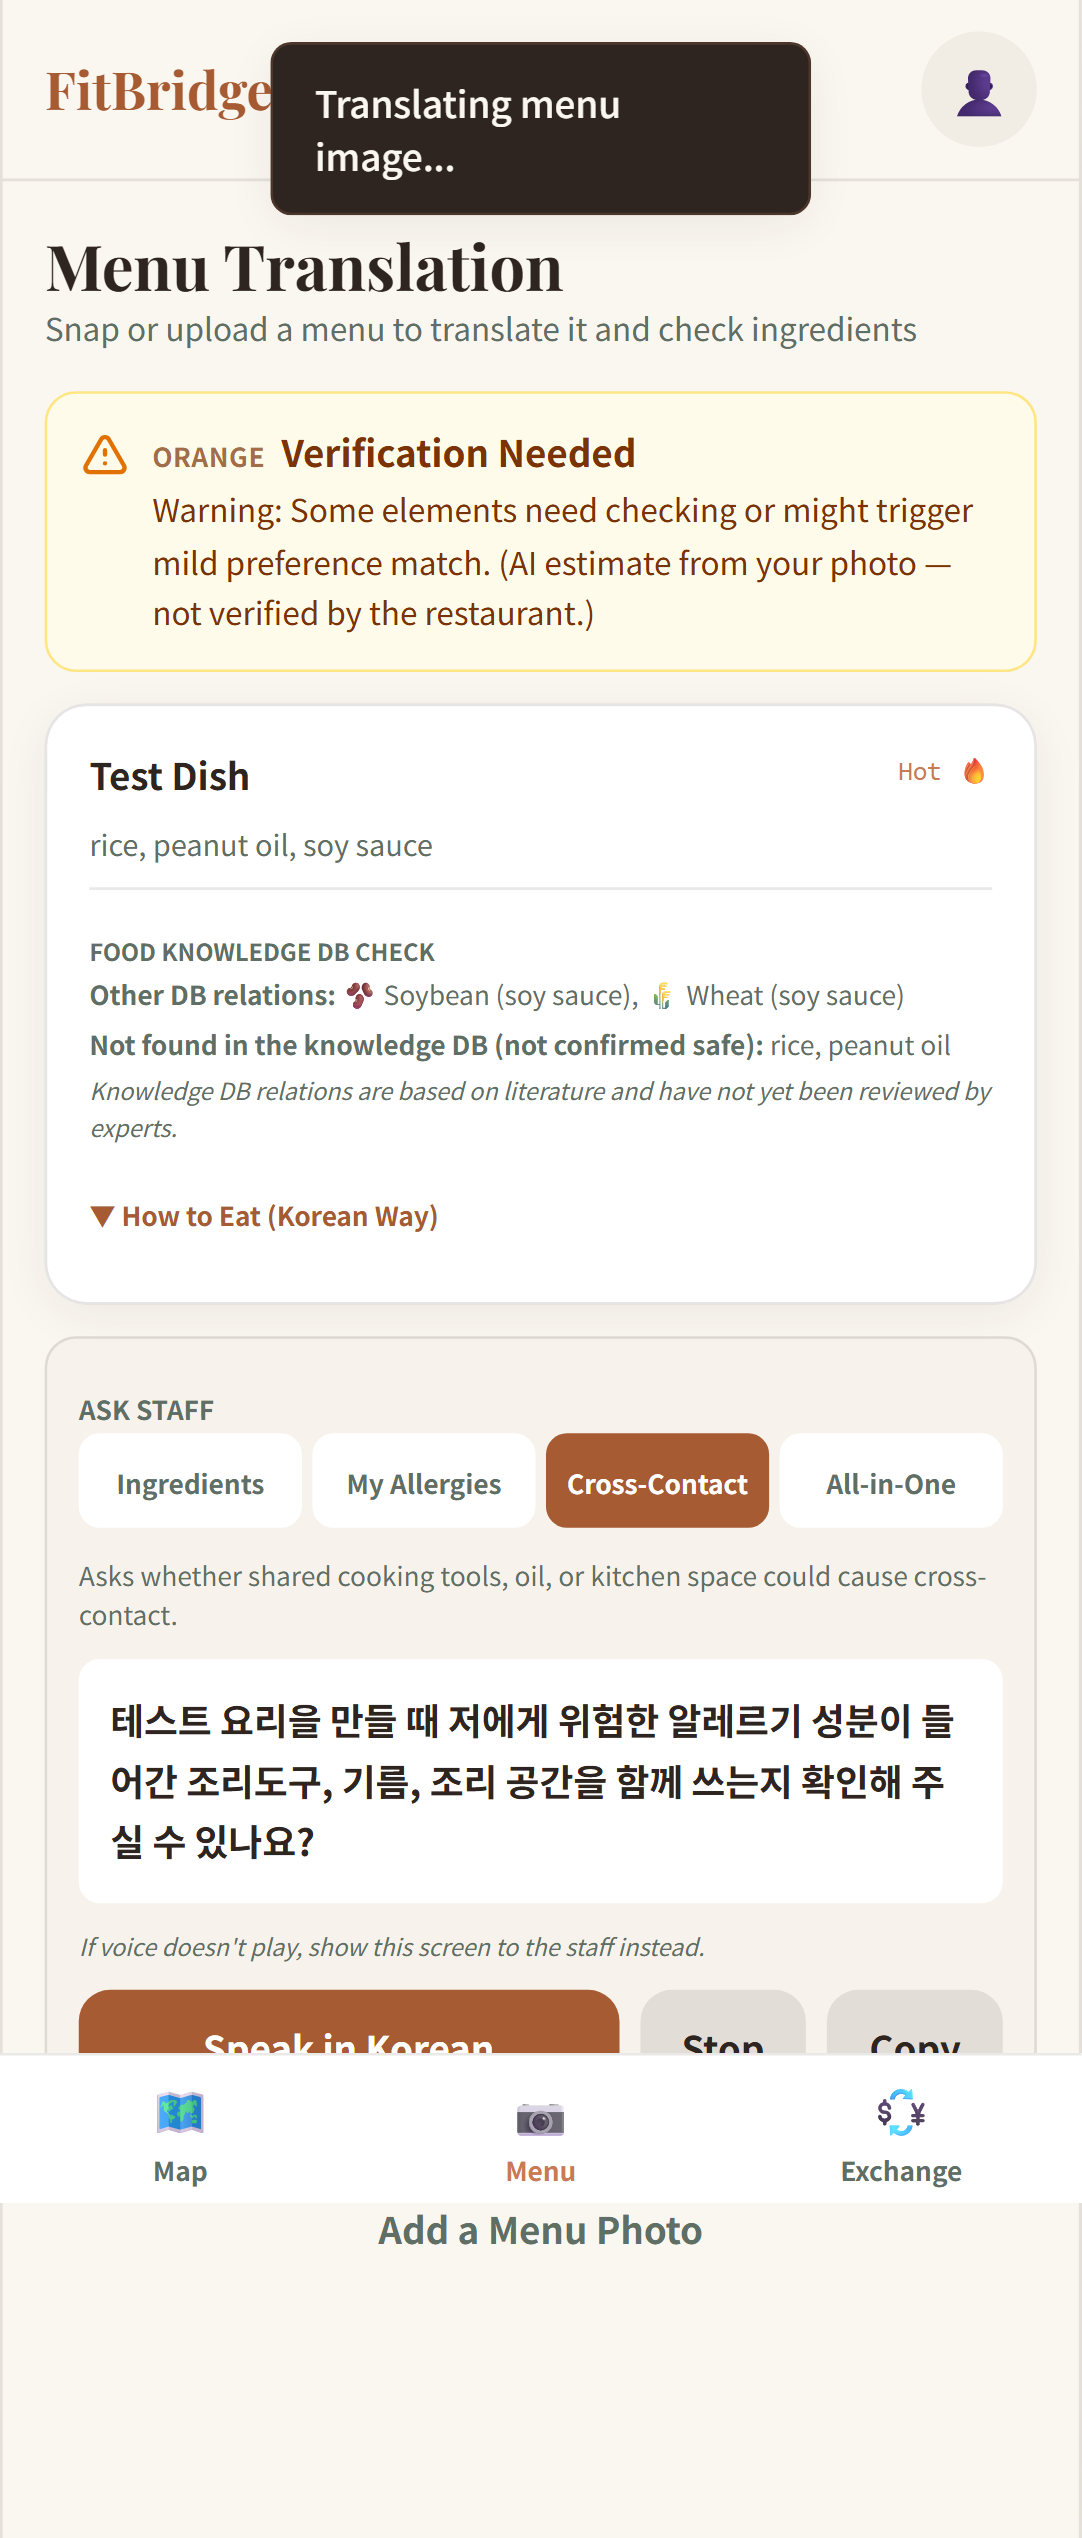 FitBridge
Translating menu
image...
Menu Translation
Snap or upload a menu to translate it and check ingredients
ORANGE Verification Needed
Warning: Some elements need checking or might trigger
mild preference match. (AI estimate from your photo —
not verified by the restaurant.)
Test Dish
Hot
rice, peanut oil, soy sauce
FOOD KNOWLEDGE DB CHECK
Other DB relations: Soybean (soy sauce), Wheat (soy sauce)
Not found in the knowledge DB (not confirmed safe): rice, peanut oil
Knowledge DB relations are based on literature and have not yet been reviewed by
experts.
▼ How to Eat (Korean Way)
ASK STAFF
Ingredients
My Allergies
Cross-Contact
All-in-One
Asks whether shared cooking tools, oil, or kitchen space could cause cross-
contact.
테스트 요리을 만들 때 저에게 위험한 알레르기 성분이 들
어간 조리도구, 기름, 조리 공간을 함께 쓰는지 확인해 주
실 수 있나요?
If voice doesn't play, show this screen to the staff instead.
Speak in Korean
Stop
Copy
Map
Menu
Exchange
Add a Menu Photo